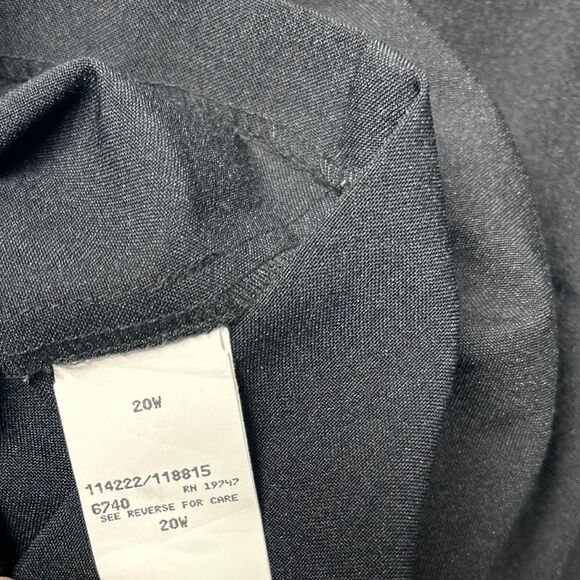 20W
114222/118815
6740 RN 19747
SEE REVERSE FOR CARE
20W